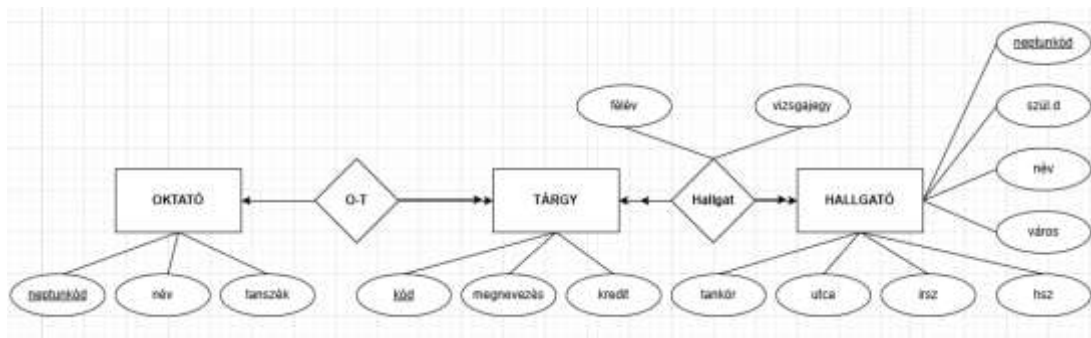 neptunkód
félév
vizsgajegy
szül.d
OKTATÓ
O-T
TÁRGY
Hallgat
HALLGATÓ
név
város
neptunkód
név
tanszék
kód
megnevezés
kredit
tankör
utca
irsz
hsz